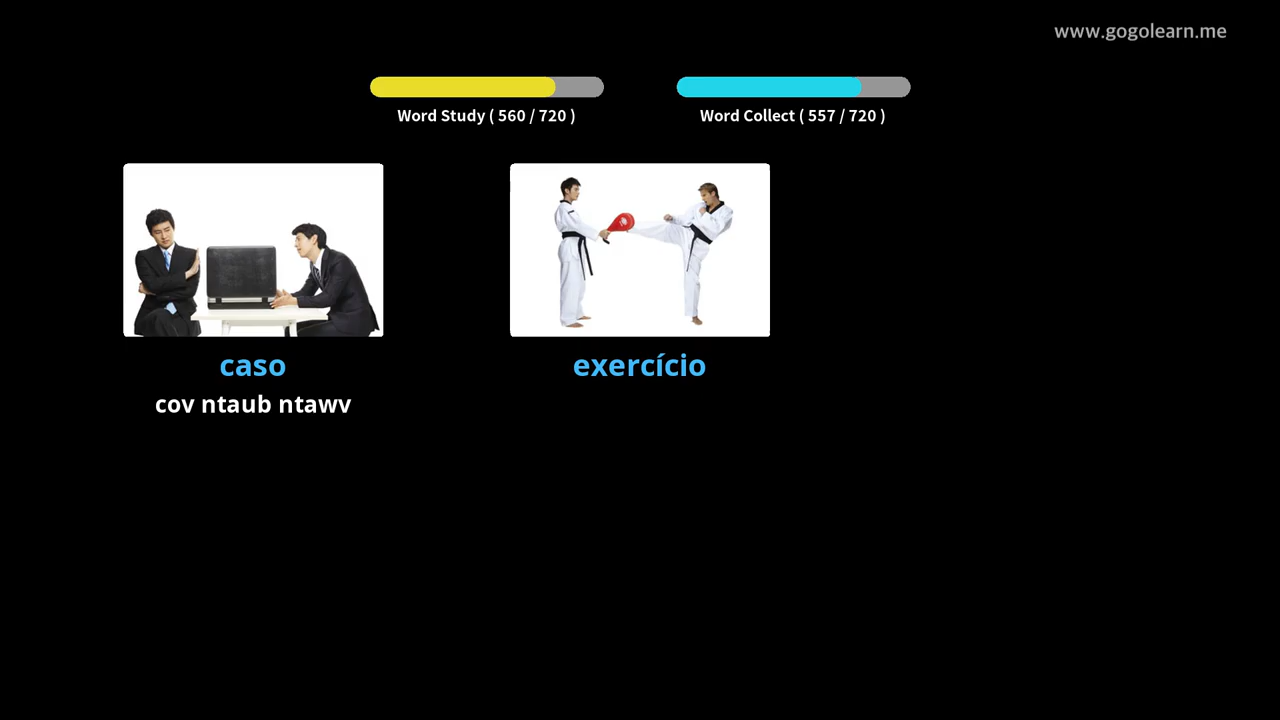 www.gogolearn.me
Word Study ( 560 / 720 )
Word Collect ( 557 / 720 )
caso
exercício
cov ntaub ntawv